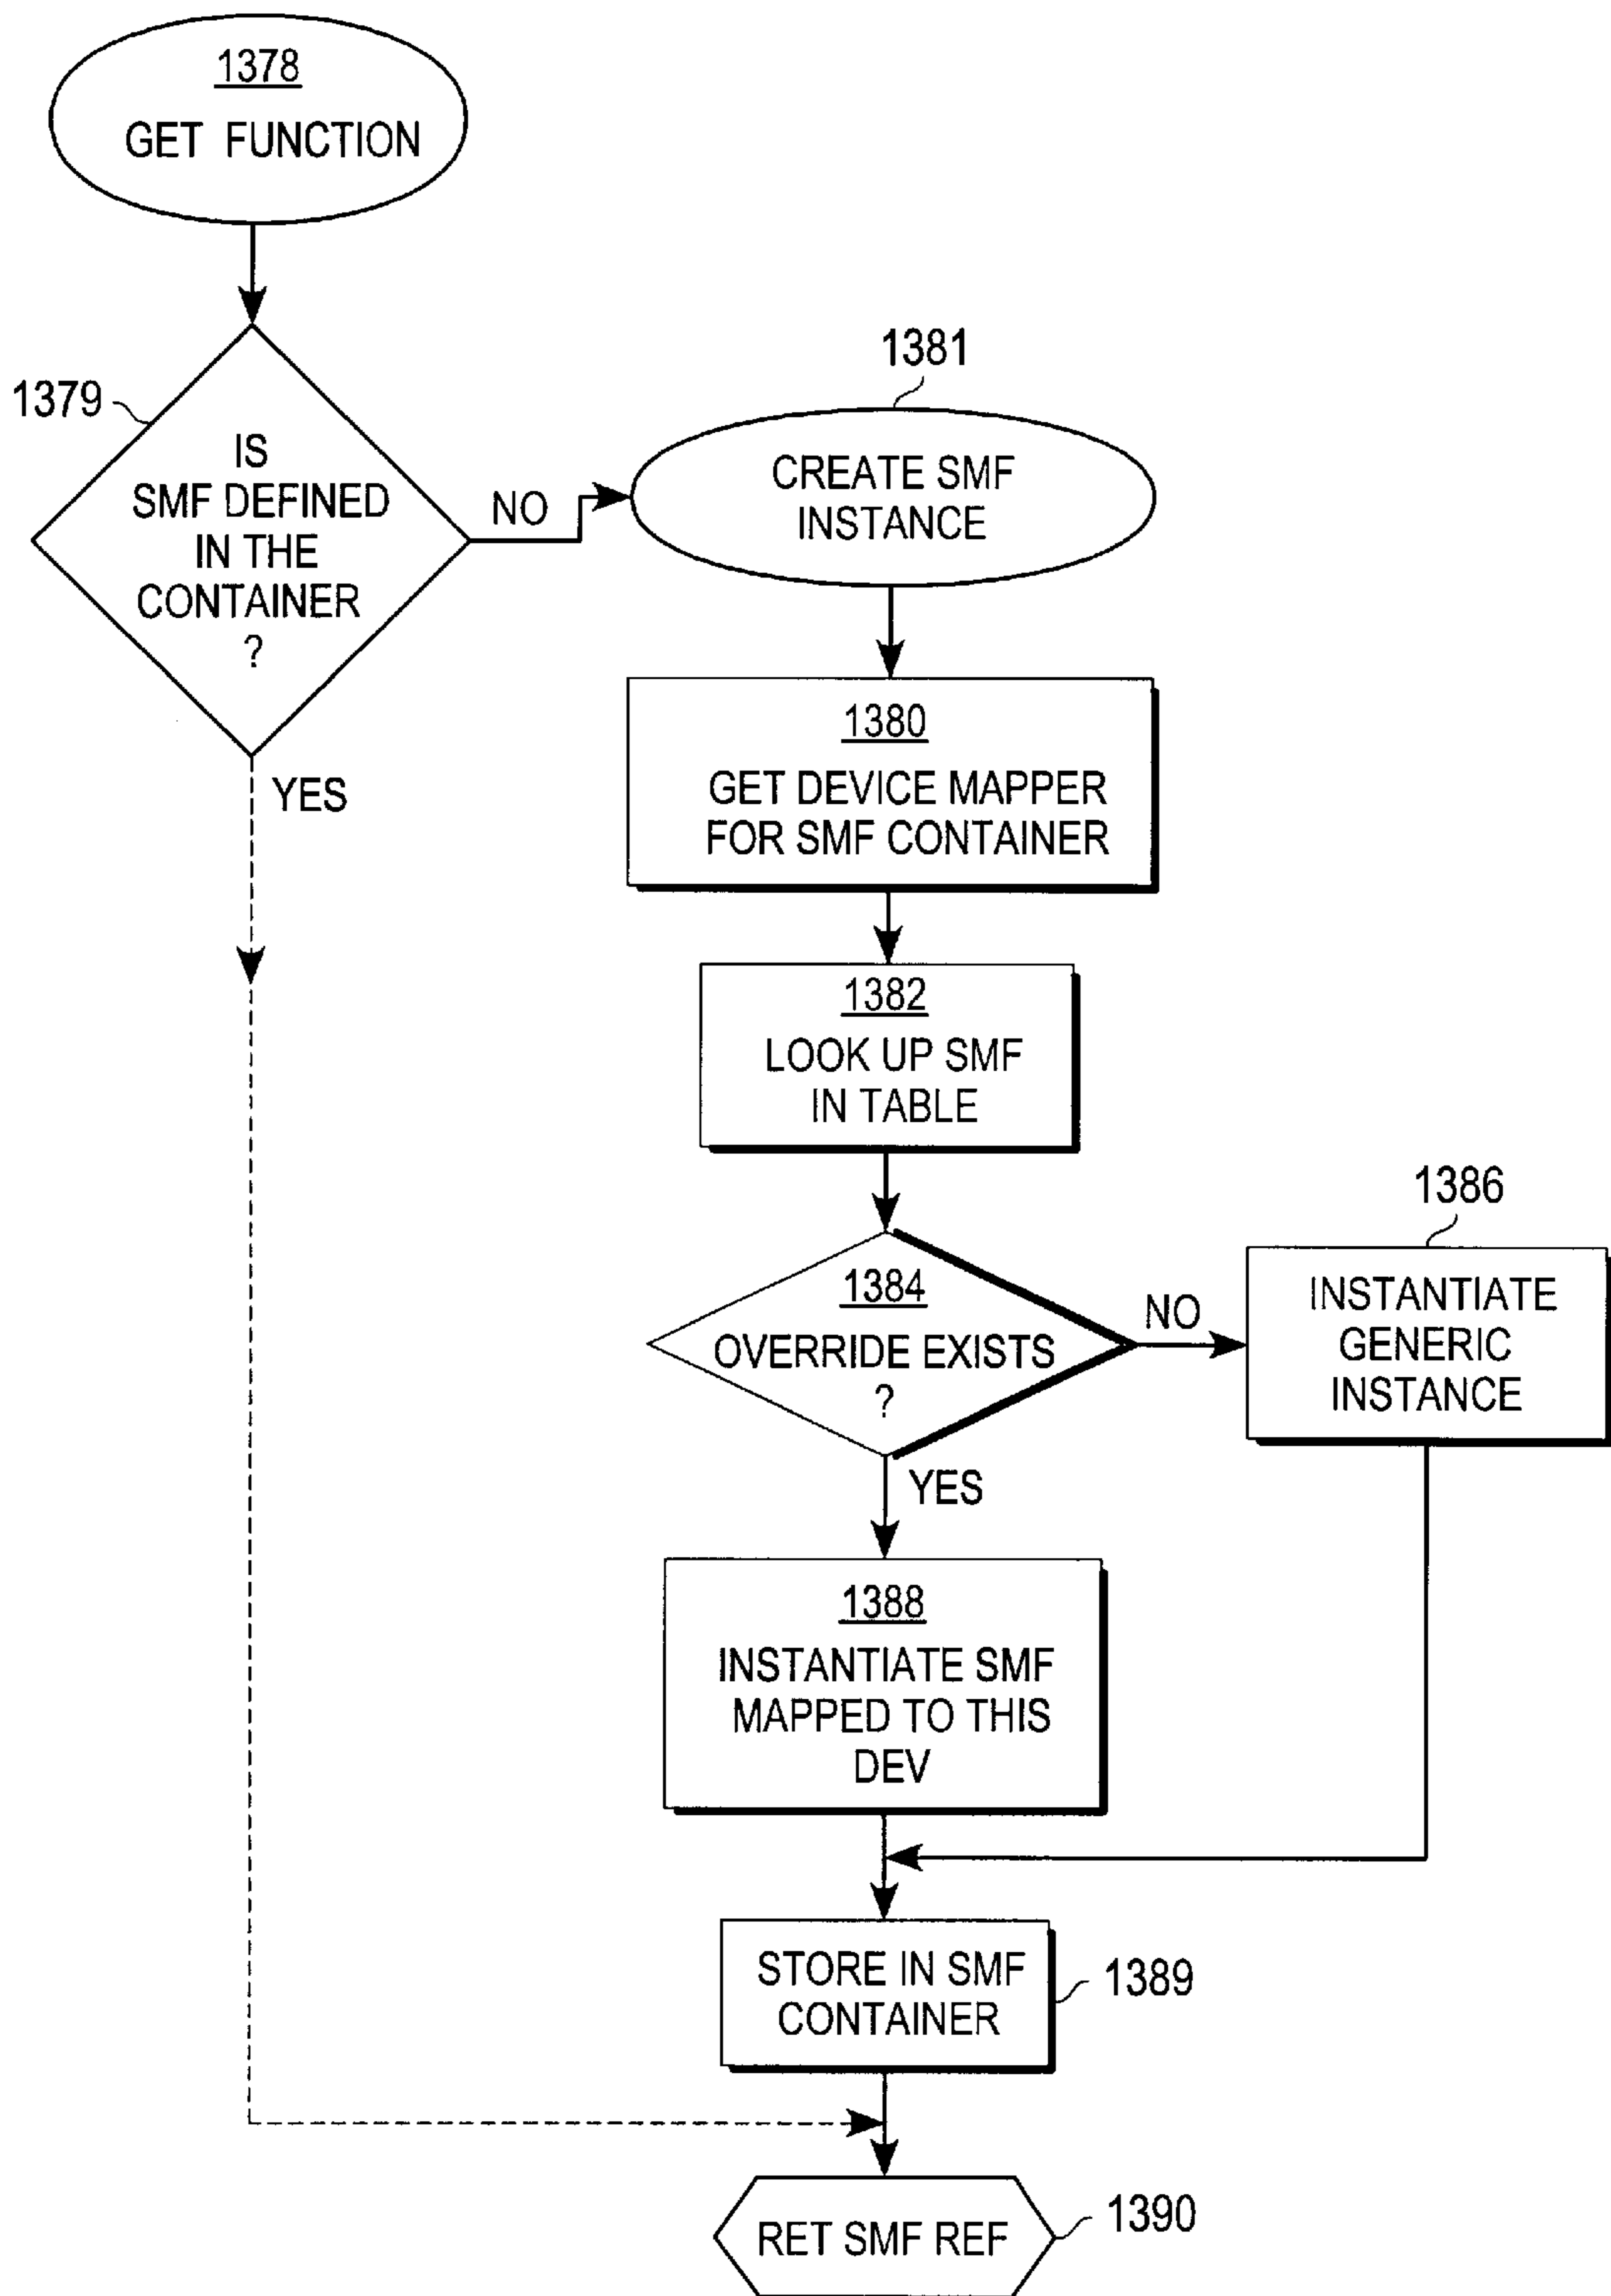 1378
GET FUNCTION
1379
IS
SMF DEFINED
IN THE
CONTAINER
?
NO
YES
1381
CREATE SMF
INSTANCE
1380
GET DEVICE MAPPER
FOR SMF CONTAINER
1382
LOOK UP SMF
IN TABLE
1384
OVERRIDE EXISTS
?
NO
1386
INSTANTIATE
GENERIC
INSTANCE
YES
1388
INSTANTIATE SMF
MAPPED TO THIS
DEV
STORE IN SMF
CONTAINER
1389
RET SMF REF
1390